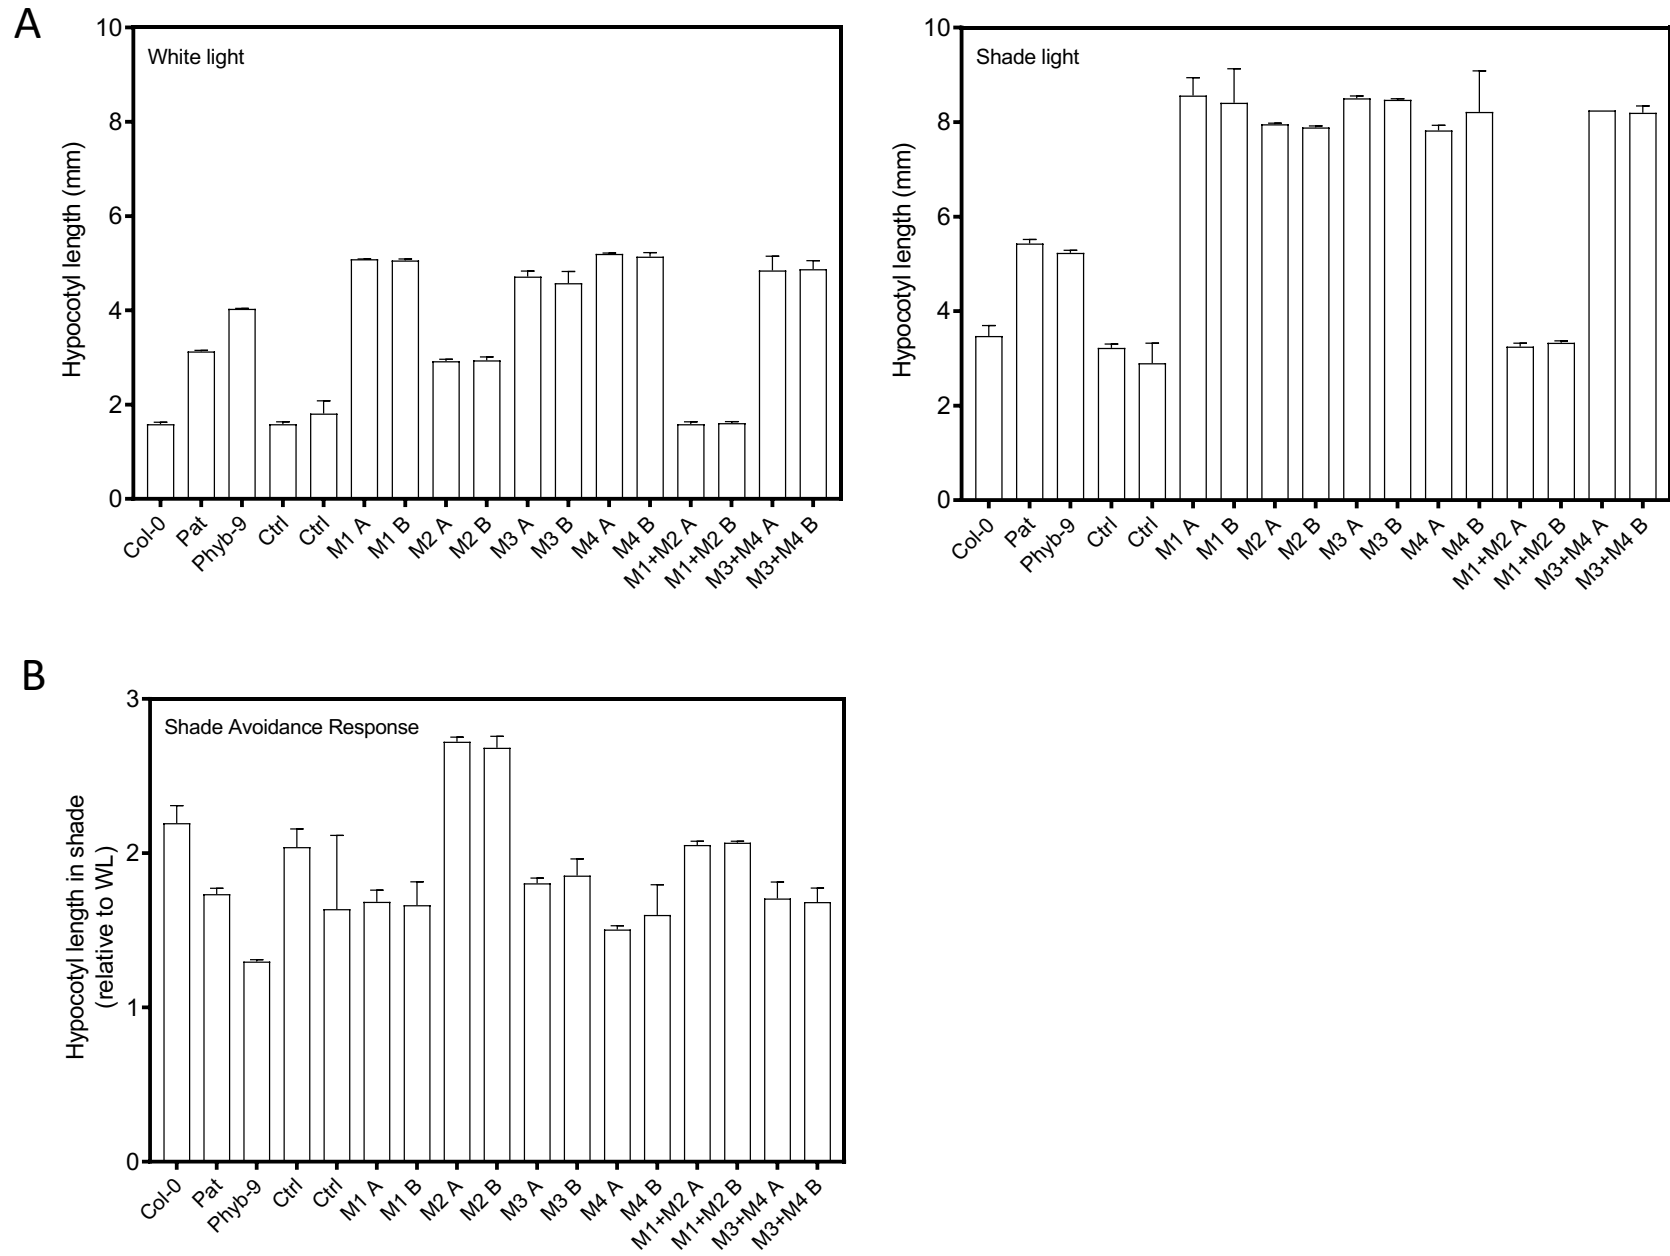 A
White light
Hypocotyl length (mm)
10
8
6
4
2
0
Col-0
Pat
Phyb-9
Ctrl
Ctrl
M1 A
M1 B
M2 A
M2 B
M3 A
M3 B
M4 A
M4 B
M1+M2 A
M1+M2 B
M3+M4 A
M3+M4 B
Shade light
Hypocotyl length (mm)
10
8
6
4
2
0
Col-0
Pat
Phyb-9
Ctrl
Ctrl
M1 A
M1 B
M2 A
M2 B
M3 A
M3 B
M4 A
M4 B
M1+M2 A
M1+M2 B
M3+M4 A
M3+M4 B
B
Shade Avoidance Response
Hypocotyl length in shade
(relative to WL)
3
2
1
0
Col-0
Pat
Phyb-9
Ctrl
Ctrl
M1 A
M1 B
M2 A
M2 B
M3 A
M3 B
M4 A
M4 B
M1+M2 A
M1+M2 B
M3+M4 A
M3+M4 B